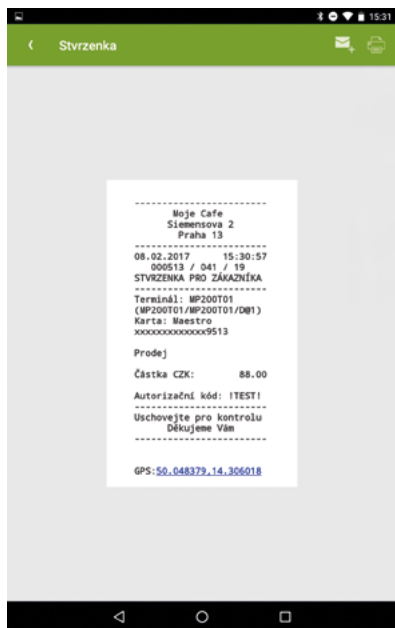 15:31
Stvrzenka
Moje Cafe
Siemensova 2
Praha 13
08.02.2017 15:30:57
000513 / 041 / 19
STVRZENKA PRO ZÁKAZNÍKA
Terminál: MP200T01
(MP200T01/MP200T01/D@1)
Karta: Maestro
xxxxxxxxxxxx9513
Prodej
Částka CZK: 88.00
Autorizační kód: !TEST!
Uschovejte pro kontrolu
Děkujeme Vám
GPS:50.048379,14.306018